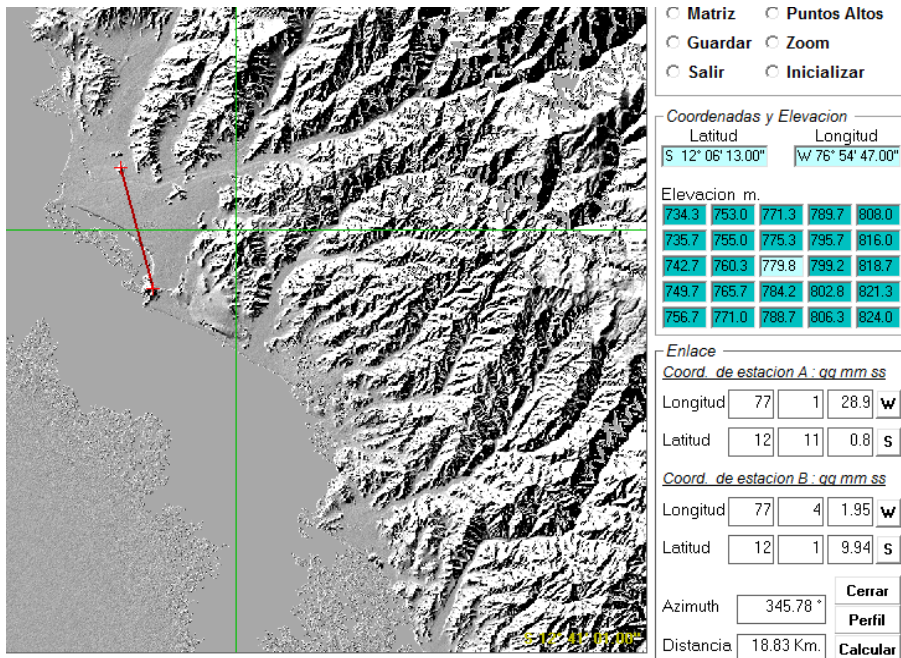 Matriz Puntos Altos
Guardar Zoom
Salir Inicializar
Coordenadas y Elevacion
Latitud Longitud
S 12° 06' 13.00" W 76° 54' 47.00"
Elevacion m.
734.3 753.0 771.3 789.7 808.0
735.7 755.0 775.3 795.7 816.0
742.7 760.3 779.8 799.2 818.7
749.7 765.7 784.2 802.8 821.3
756.7 771.0 788.7 806.3 824.0
Enlace
Coord. de estacion A : gg mm ss
Longitud 77 1 28.9 W
Latitud 12 11 0.8 S
Coord. de estacion B : gg mm ss
Longitud 77 4 1.95 W
Latitud 12 1 9.94 S
Azimuth 345.78 °
Cerrar
Perfil
Distancia 18.83 Km. Calcular
S 12° 41' 01.00"